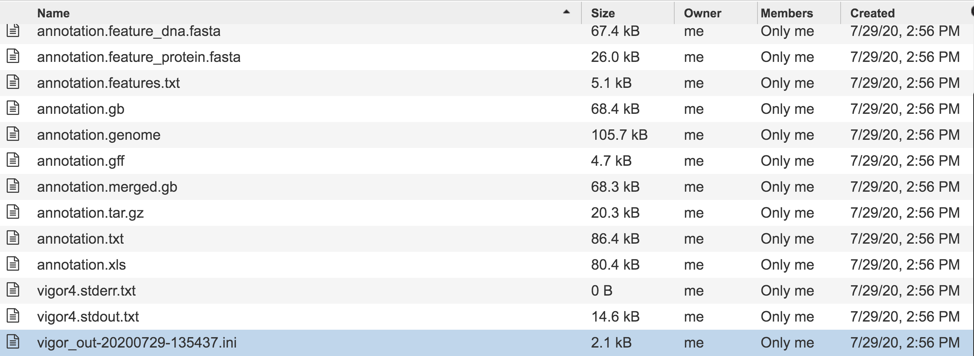 Name Size Owner Members Created
annotation.feature_dna.fasta 67.4 kB me Only me 7/29/20, 2:56 PM
annotation.feature_protein.fasta 26.0 kB me Only me 7/29/20, 2:56 PM
annotation.features.txt 5.1 kB me Only me 7/29/20, 2:56 PM
annotation.gb 68.4 kB me Only me 7/29/20, 2:56 PM
annotation.genome 105.7 kB me Only me 7/29/20, 2:56 PM
annotation.gff 4.7 kB me Only me 7/29/20, 2:56 PM
annotation.merged.gb 68.3 kB me Only me 7/29/20, 2:56 PM
annotation.tar.gz 20.3 kB me Only me 7/29/20, 2:56 PM
annotation.txt 86.4 kB me Only me 7/29/20, 2:56 PM
annotation.xls 80.4 kB me Only me 7/29/20, 2:56 PM
vigor4.stderr.txt 0 B me Only me 7/29/20, 2:56 PM
vigor4.stdout.txt 14.6 kB me Only me 7/29/20, 2:56 PM
vigor_out-20200729-135437.ini 2.1 kB me Only me 7/29/20, 2:56 PM